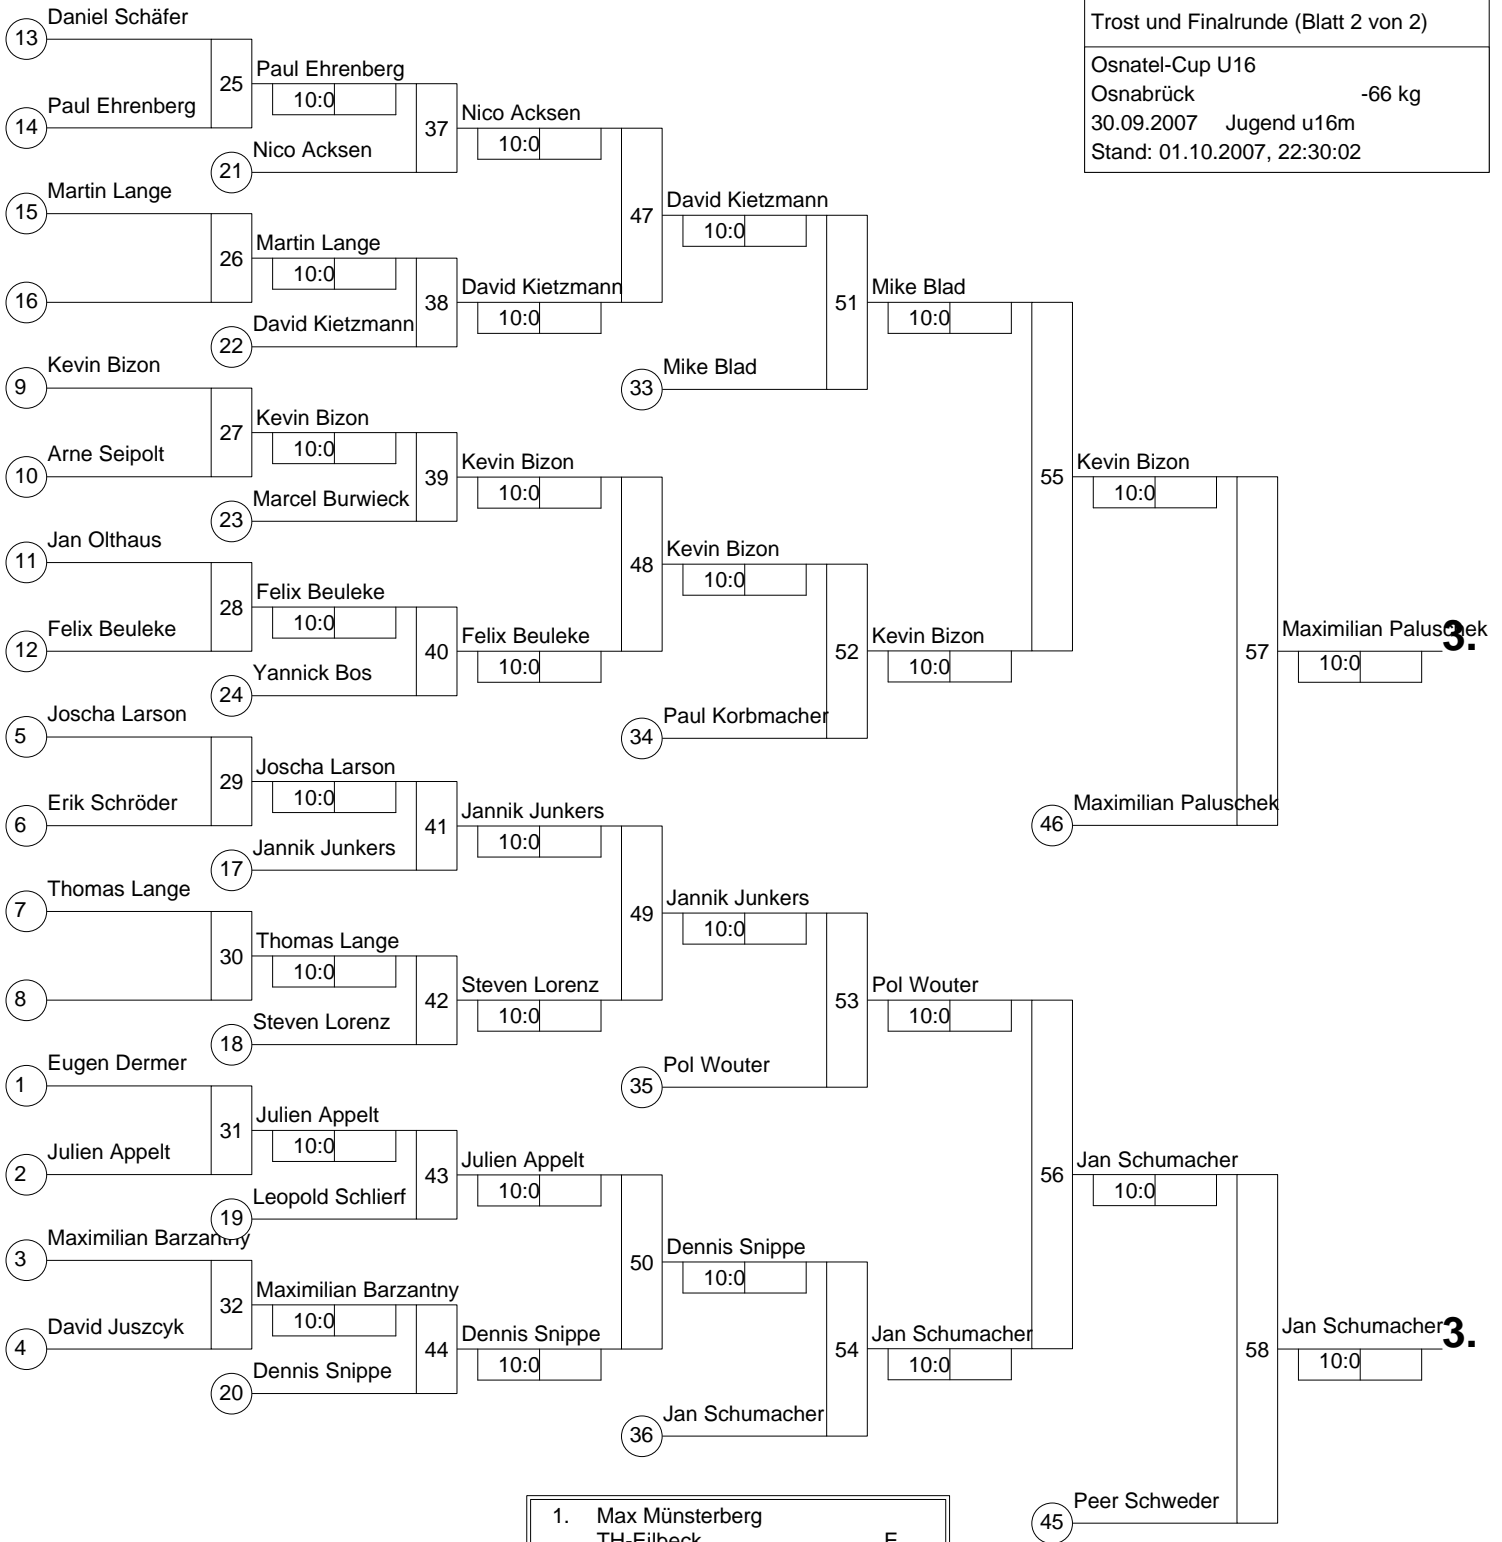 Trost und Finalrunde (Blatt 2 von 2)
Osnatel-Cup U16
Osnabrück -66 kg
30.09.2007 Jugend u16m
Stand: 01.10.2007, 22:30:02
Daniel Schäfer
13
25
Paul Ehrenberg
10:0
Paul Ehrenberg
14
37
Nico Acksen
10:0
Nico Acksen
21
Martin Lange
15
47
David Kietzmann
10:0
26
Martin Lange
10:0
16
38
David Kietzmann
10:0
51
Mike Blad
10:0
David Kietzmann
22
Kevin Bizon
9
Mike Blad
33
27
Kevin Bizon
10:0
Arne Seipolt
10
39
Kevin Bizon
10:0
55
Kevin Bizon
10:0
Marcel Burwieck
23
Jan Olthaus
11
48
Kevin Bizon
10:0
28
Felix Beuleke
10:0
Felix Beuleke
12
40
Felix Beuleke
10:0
52
Kevin Bizon
10:0
57
Maximilian Paluschek
3.
10:0
Yannick Bos
24
Joscha Larson
5
Paul Korbmacher
34
29
Joscha Larson
10:0
Erik Schröder
6
41
Jannik Junkers
10:0
Maximilian Paluschek
46
Jannik Junkers
17
Thomas Lange
7
49
Jannik Junkers
10:0
30
Thomas Lange
10:0
8
42
Steven Lorenz
10:0
53
Pol Wouter
10:0
Steven Lorenz
18
Eugen Dermer
1
Pol Wouter
35
31
Julien Appelt
10:0
Julien Appelt
2
43
Julien Appelt
10:0
56
Jan Schumacher
10:0
Leopold Schlierf
19
Maximilian Barzantny
3
50
Dennis Snippe
10:0
32
Maximilian Barzantny
10:0
David Juszcyk
4
44
Dennis Snippe
10:0
54
Jan Schumacher
10:0
58
Jan Schumacher
3.
10:0
Dennis Snippe
20
Jan Schumacher
36
Peer Schweder
45
1. Max Münsterberg
TH-Eilbeck